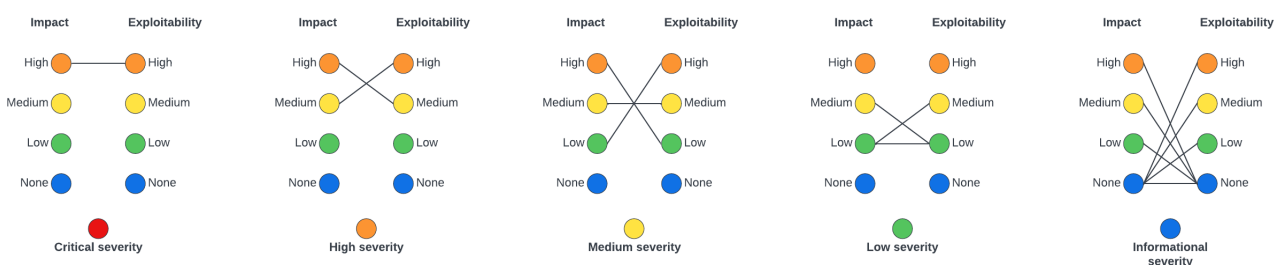 Impact Exploitability
High High
Medium Medium
Low Low
None None
Critical severity
Impact Exploitability
High High
Medium Medium
Low Low
None None
High severity
Impact Exploitability
High High
Medium Medium
Low Low
None None
Medium severity
Impact Exploitability
High High
Medium Medium
Low Low
None None
Low severity
Impact Exploitability
High High
Medium Medium
Low Low
None None
Informational
severity